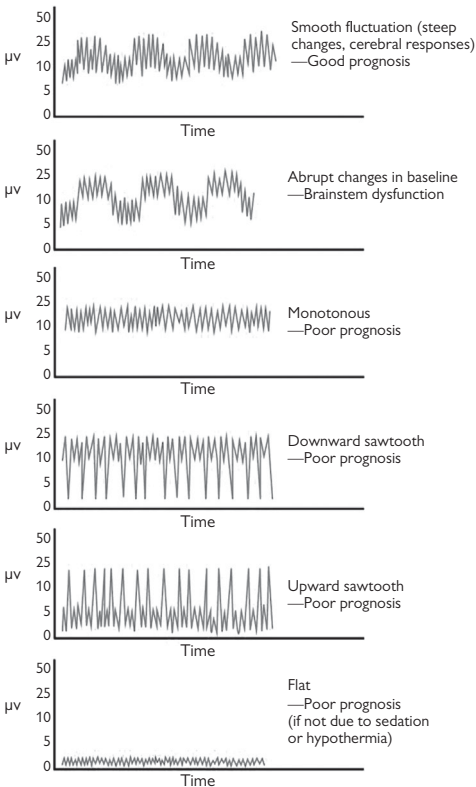 50
25
μv
10
5
0
Time
Smooth fluctuation (steep
changes, cerebral responses)
—Good prognosis
50
25
μv
10
5
0
Time
Abrupt changes in baseline
—Brainstem dysfunction
50
25
μv
10
5
0
Time
Monotonous
—Poor prognosis
50
25
μv
10
5
0
Time
Downward sawtooth
—Poor prognosis
50
25
μv
10
5
0
Time
Upward sawtooth
—Poor prognosis
50
25
μv
10
5
0
Time
Flat
—Poor prognosis
(if not due to sedation
or hypothermia)